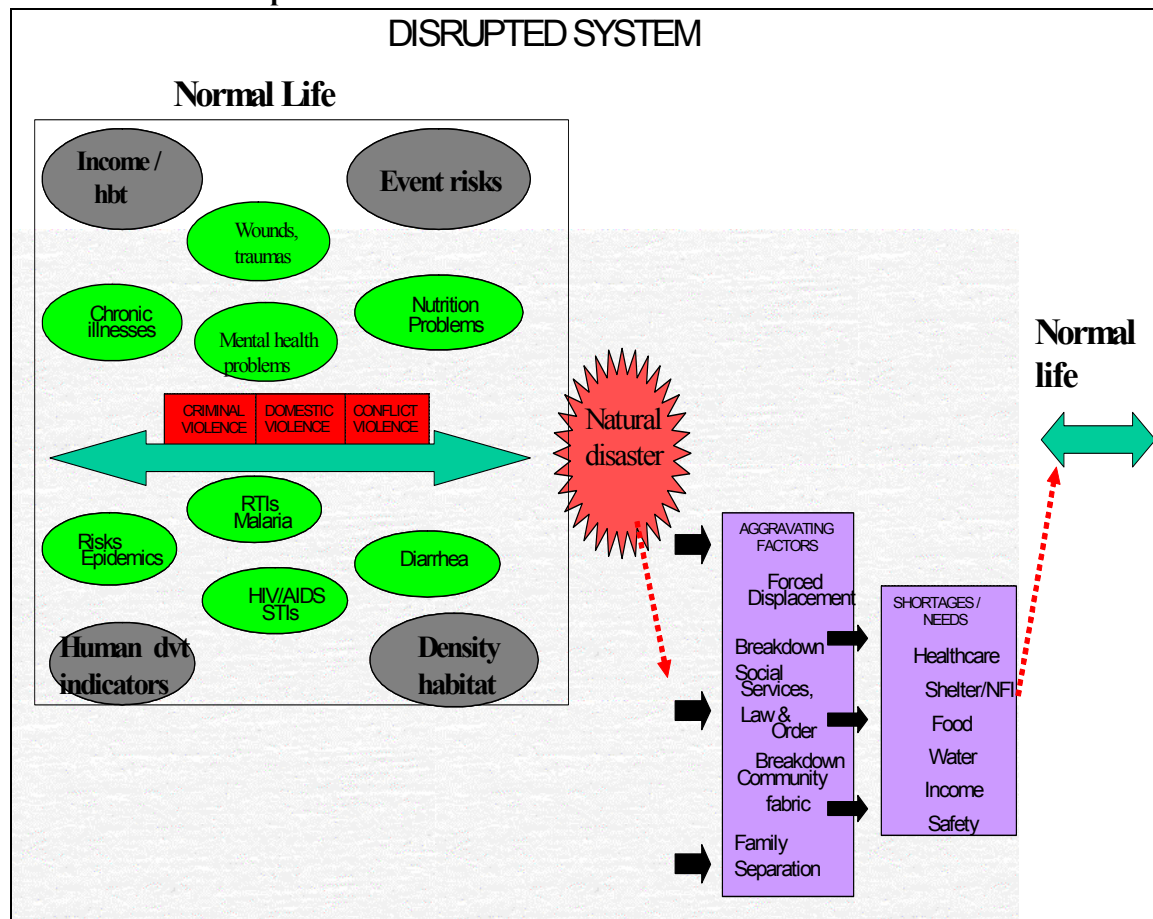 DISRUPTED SYSTEM
Normal Life
Income /
hbt
Event risks
Wounds,
traumas
Chronic
illnesses
Nutrition
Problems
Mental health
problems
CRIMINAL
VIOLENCE
DOMESTIC
VIOLENCE
CONFLICT
VIOLENCE
RTIs
Malaria
Risks
Epidemics
Diarrhea
HIV/AIDS
STIs
Human dvt
indicators
Density
habitat
Natural
disaster
AGGRAVATING
FACTORS
Forced
Displacement
Breakdown
Social
Services,
Law &
Order
Breakdown
Community
fabric
Family
Separation
SHORTAGES /
NEEDS
Healthcare
Shelter/NFI
Food
Water
Income
Safety
Normal
life